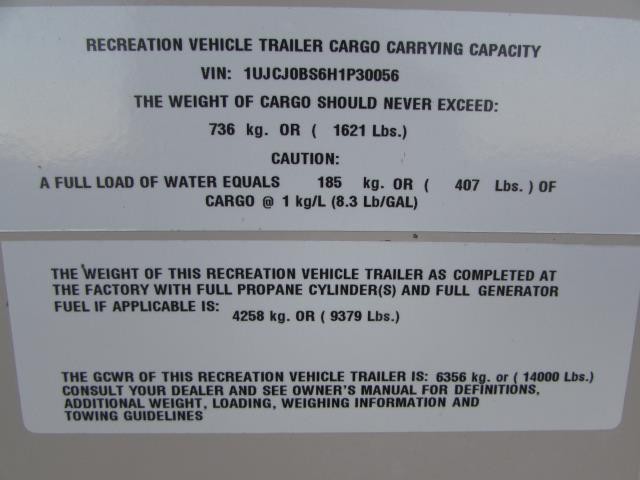 RECREATION VEHICLE TRAILER CARGO CARRYING CAPACITY
VIN: 1UJCJ0BS6H1P30056
THE WEIGHT OF CARGO SHOULD NEVER EXCEED:
736 kg. OR ( 1621 Lbs.)
CAUTION:
A FULL LOAD OF WATER EQUALS 185 kg. OR ( 407 Lbs. ) OF
CARGO @ 1 kg/L (8.3 Lb/GAL)
THE WEIGHT OF THIS RECREATION VEHICLE TRAILER AS COMPLETED AT
THE FACTORY WITH FULL PROPANE CYLINDER(S) AND FULL GENERATOR
FUEL IF APPLICABLE IS: 4258 kg. OR ( 9379 Lbs.)
THE GCWR OF THIS RECREATION VEHICLE TRAILER IS: 6356 kg. or ( 14000 Lbs.)
CONSULT YOUR DEALER AND SEE OWNER'S MANUAL FOR DEFINITIONS,
ADDITIONAL WEIGHT, LOADING, WEIGHING INFORMATION AND
TOWING GUIDELINES